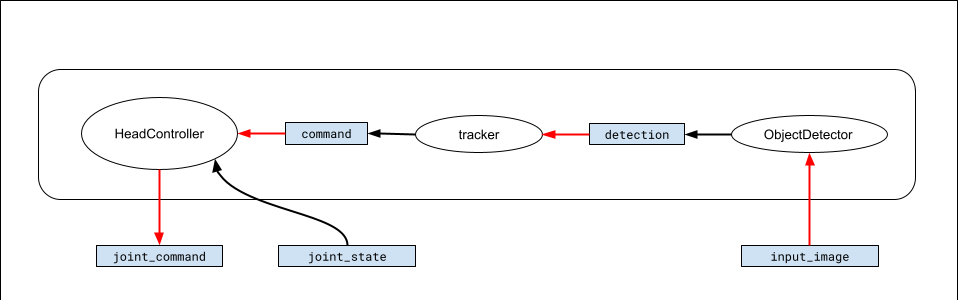 HeadController
command
tracker
detection
ObjectDetector
joint_command
joint_state
input_image